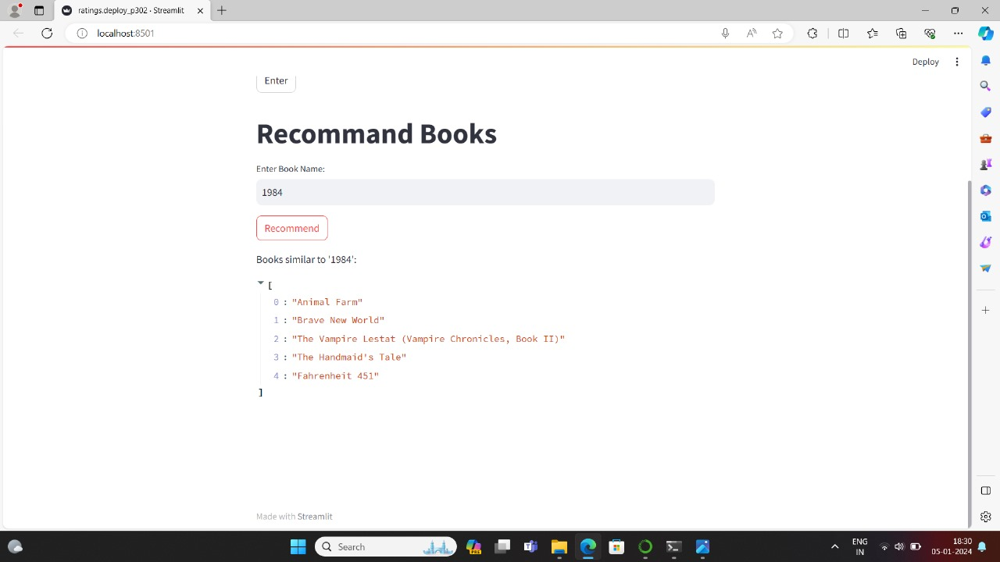 ratings.deploy_p302 · Streamlit
localhost:8501
Deploy
Enter
Recommand Books
Enter Book Name:
1984
Recommend
Books similar to '1984':
[
0 : "Animal Farm"
1 : "Brave New World"
2 : "The Vampire Lestat (Vampire Chronicles, Book II)"
3 : "The Handmaid's Tale"
4 : "Fahrenheit 451"
]
Made with Streamlit
Search
PRE
ENG
IN
18:30
05-01-2024